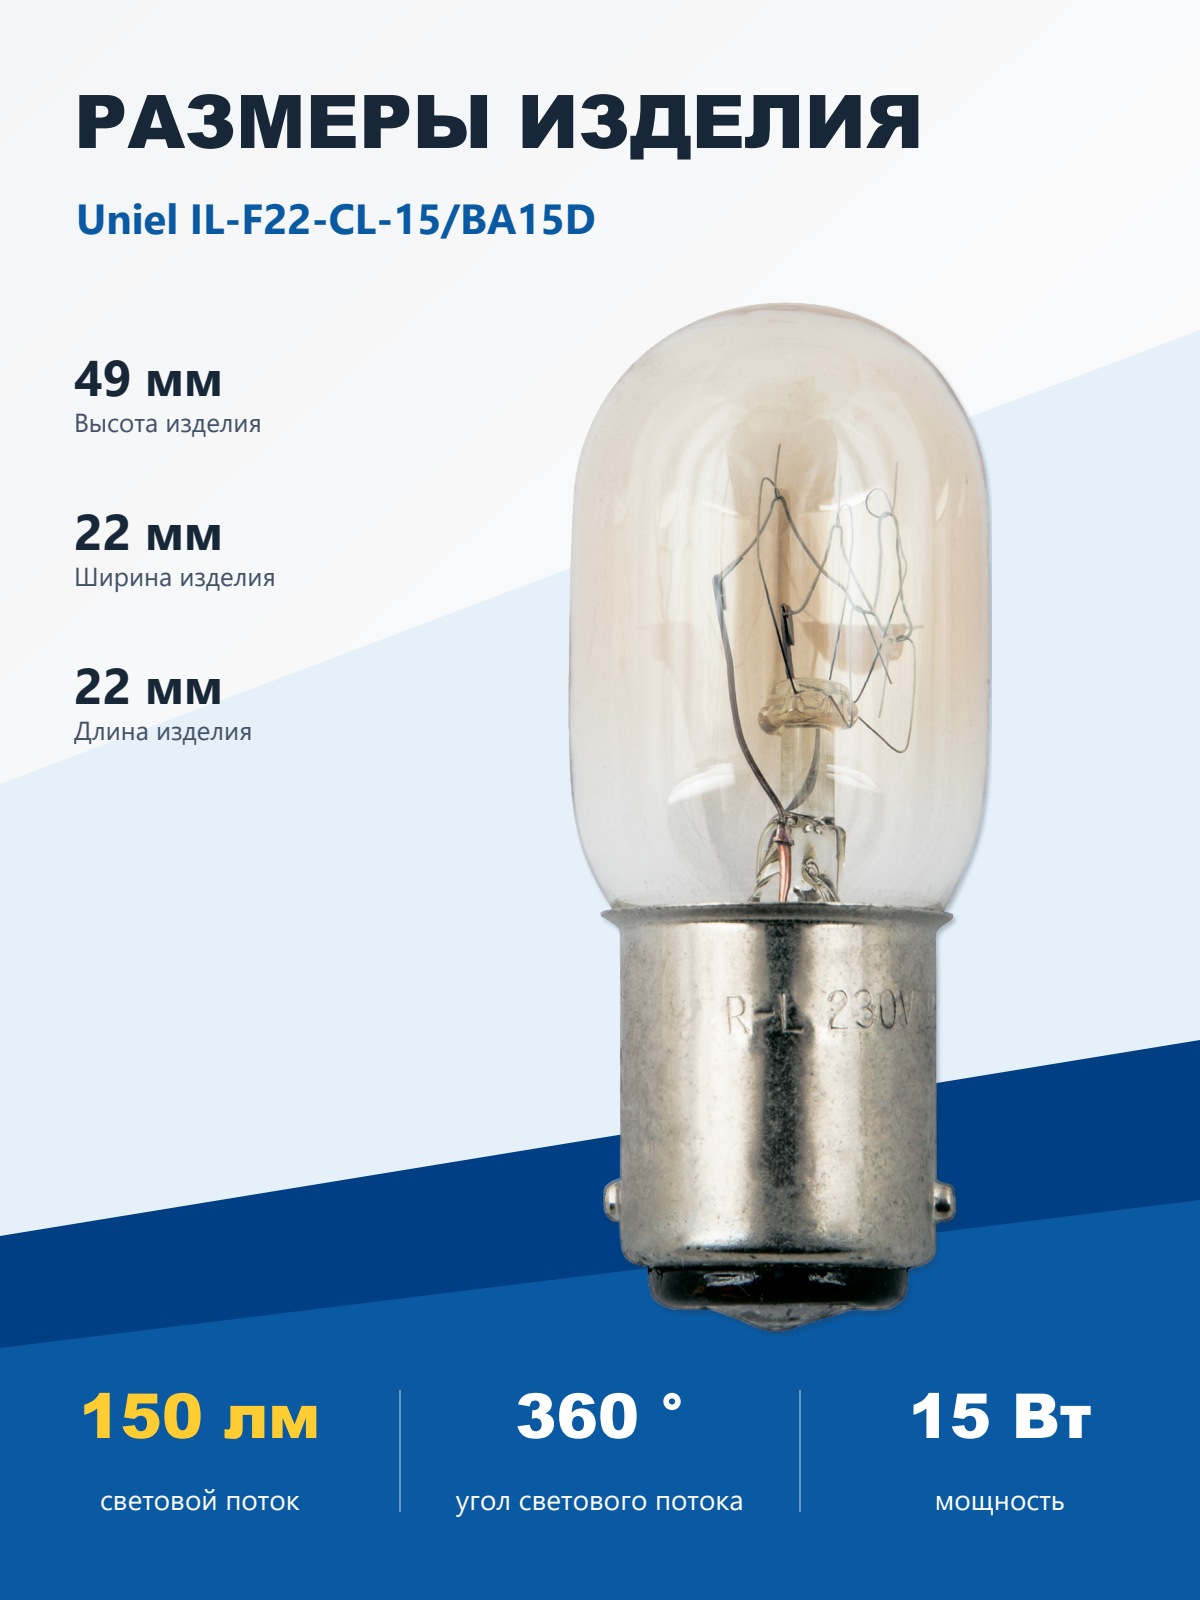 РАЗМЕРЫ ИЗДЕЛИЯ
Uniel IL-F22-CL-15/BA15D
49 мм
Высота изделия
22 мм
Ширина изделия
22 мм
Длина изделия
R-L 230V
150 лм
световой поток
360 °
угол светового потока
15 Вт
мощность